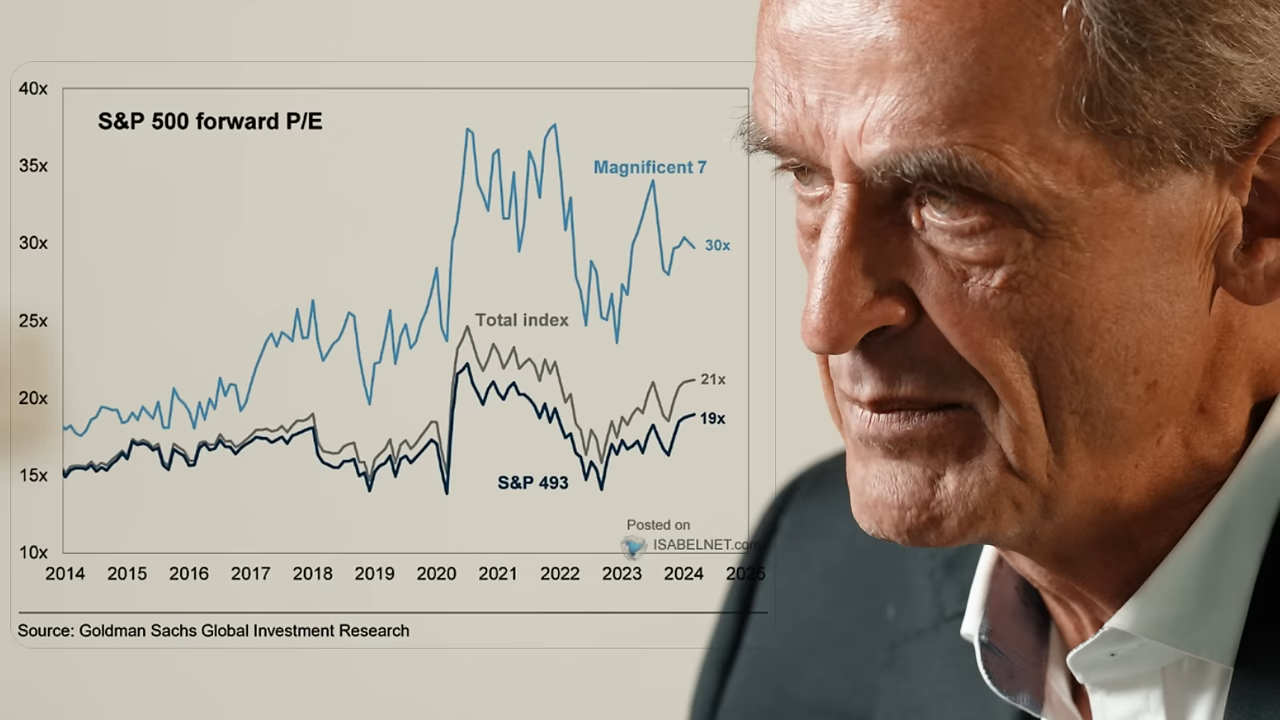 S&P 500 forward P/E
40x
35x
30x
25x
20x
15x
10x
Magnificent 7
30x
Total index
21x
19x
S&P 493
Posted on
ISABELNET.com
2014 2015 2016 2017 2018 2019 2020 2021 2022 2023 2024 2025
Source: Goldman Sachs Global Investment Research